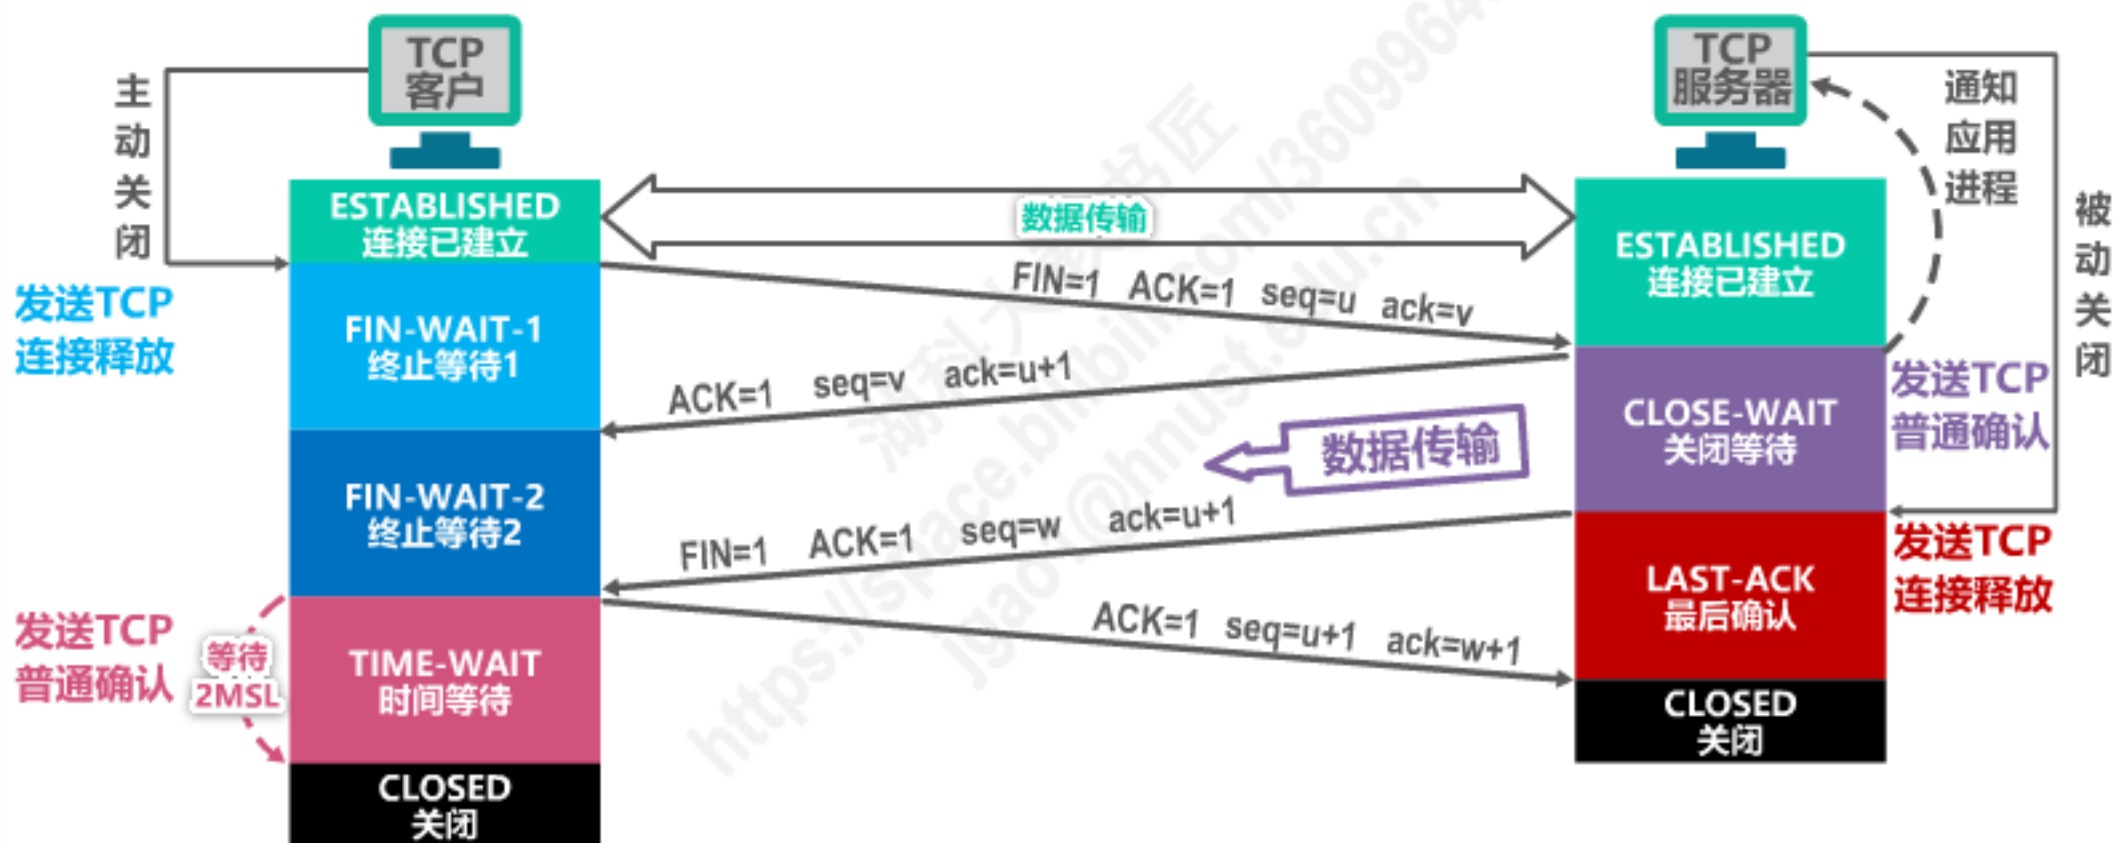 TCP
客户
TCP
服务器
主动关闭
通知应用进程
被动关闭
ESTABLISHED
连接已建立
数据传输
ESTABLISHED
连接已建立
FIN=1 ACK=1 seq=u ack=v
发送TCP
连接释放
FIN-WAIT-1
终止等待1
ACK=1 seq=v ack=u+1
CLOSE-WAIT
关闭等待
发送TCP
普通确认
数据传输
FIN-WAIT-2
终止等待2
FIN=1 ACK=1 seq=w ack=u+1
LAST-ACK
最后确认
发送TCP
连接释放
发送TCP
普通确认
等待
2MSL
TIME-WAIT
时间等待
ACK=1 seq=u+1 ack=w+1
CLOSED
关闭
CLOSED
关闭